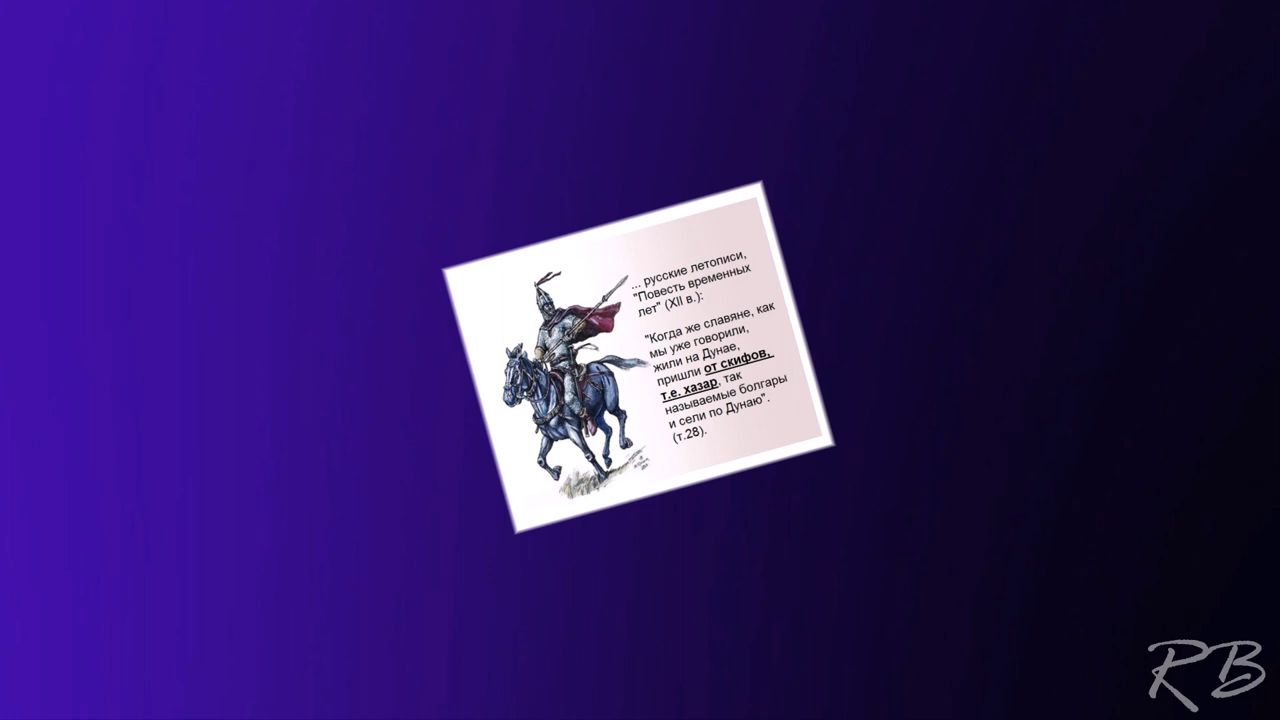 ... русские летописи,
"Повесть временных
лет" (XII в.):
"Когда же славяне, как
мы уже говорили,
жили на Дунае,
пришли от скифов,
т.е. хазар, так
называемые болгары
и сели по Дунаю".
(т.28).
RB